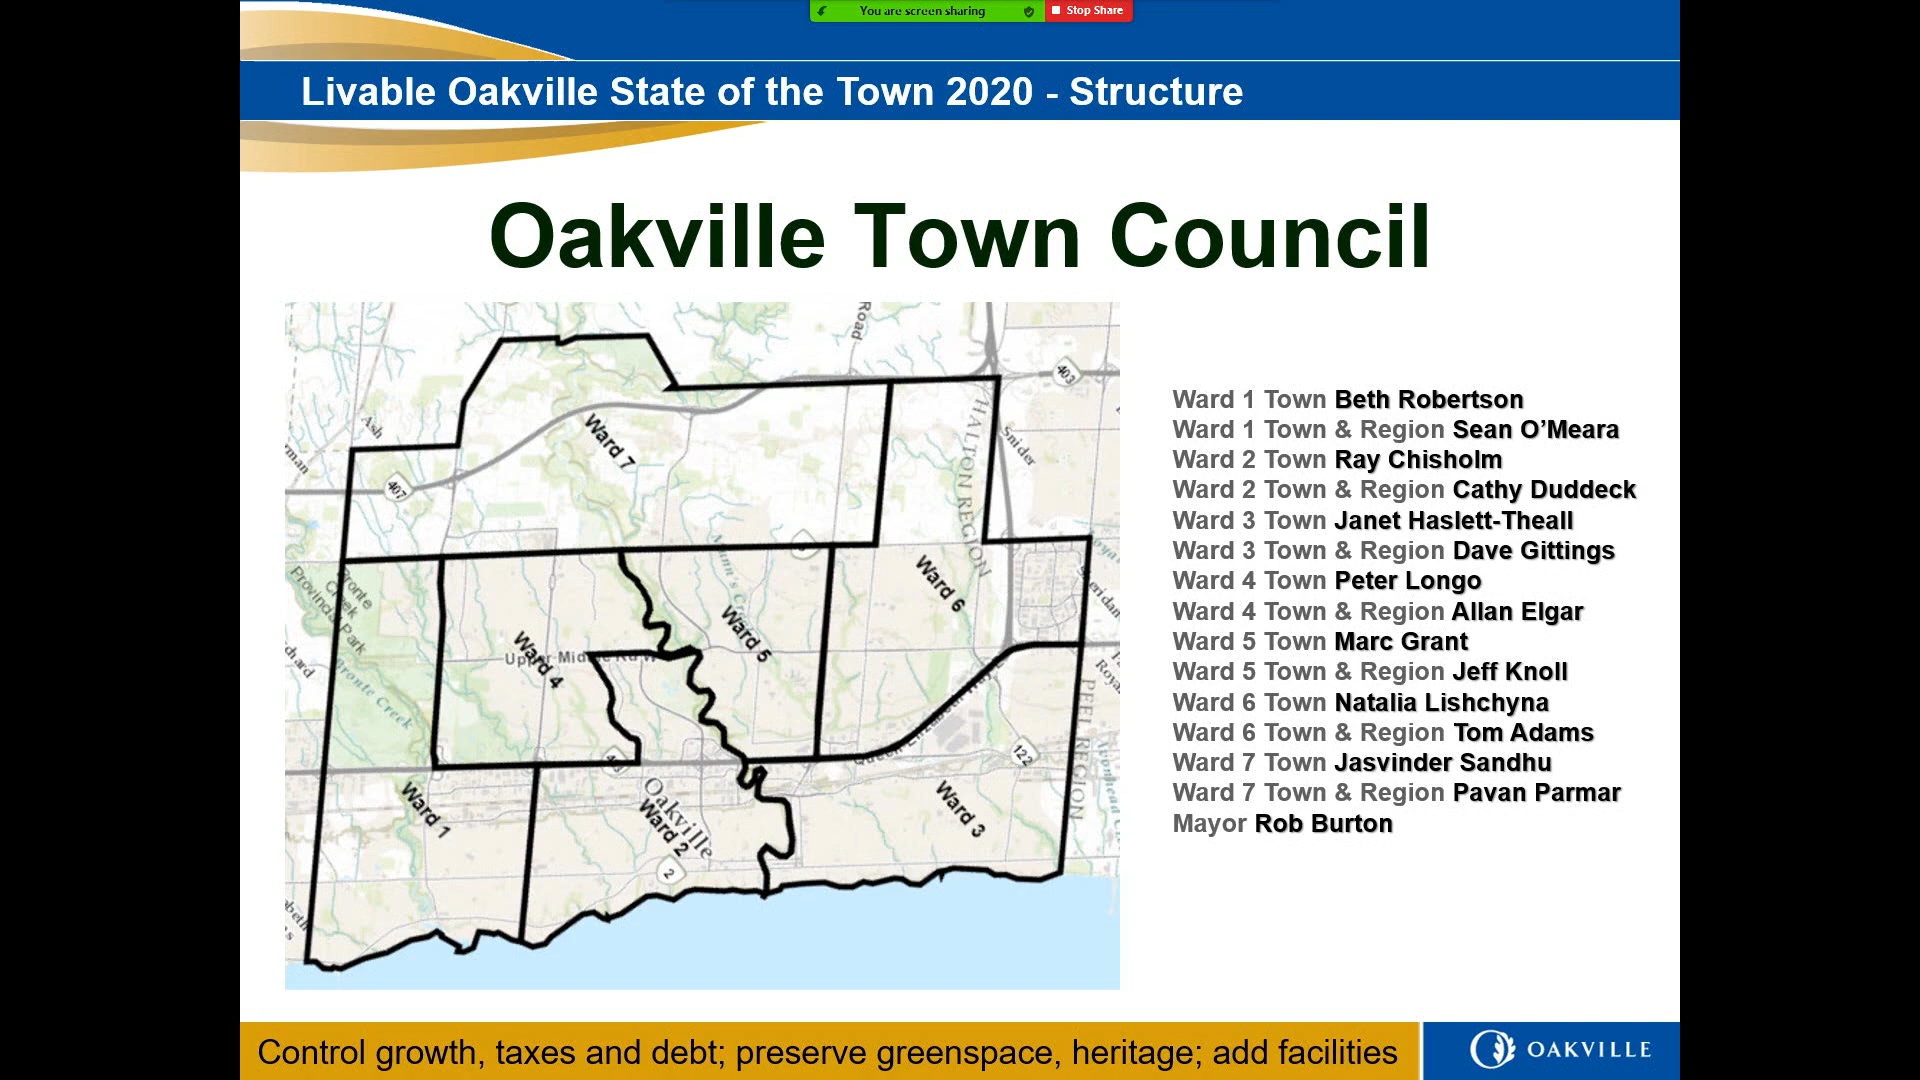 You are screen sharing
Stop Share
Livable Oakville State of the Town 2020 - Structure
Oakville Town Council
Road
403
HALTON REGION
Snider
Ash
407
Ward 7
Ward 6
Ward 5
Ward 4
Bronte Creek
Provincial Park
Bronte Creek
Ward 1
Oakville
Ward 2
2
Ward 3
122
PEEL REGION
Ward 1 Town Beth Robertson
Ward 1 Town & Region Sean O’Meara
Ward 2 Town Ray Chisholm
Ward 2 Town & Region Cathy Duddeck
Ward 3 Town Janet Haslett-Theall
Ward 3 Town & Region Dave Gittings
Ward 4 Town Peter Longo
Ward 4 Town & Region Allan Elgar
Ward 5 Town Marc Grant
Ward 5 Town & Region Jeff Knoll
Ward 6 Town Natalia Lishchyna
Ward 6 Town & Region Tom Adams
Ward 7 Town Jasvinder Sandhu
Ward 7 Town & Region Pavan Parmar
Mayor Rob Burton
Control growth, taxes and debt; preserve greenspace, heritage; add facilities
OAKVILLE